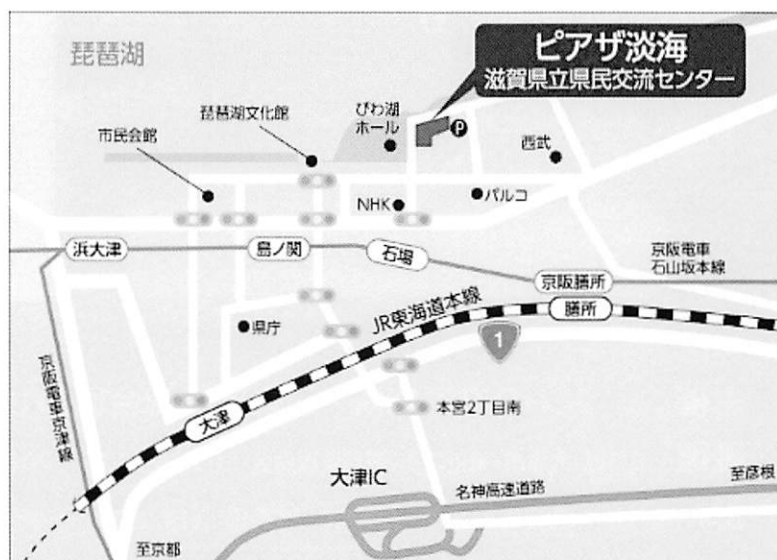 琵琶湖
ピアザ淡海
滋賀県立県民交流センター
市民会館
琵琶湖文化館
びわ湖
ホール
P
西武
NHK
パルコ
浜大津
島ノ関
石場
京阪膳所
京阪電車
石山坂本線
県庁
JR東海道本線
膳所
1
京阪電車京津線
大津
本宮2丁目南
大津IC
名神高速道路
至彦根
至京都